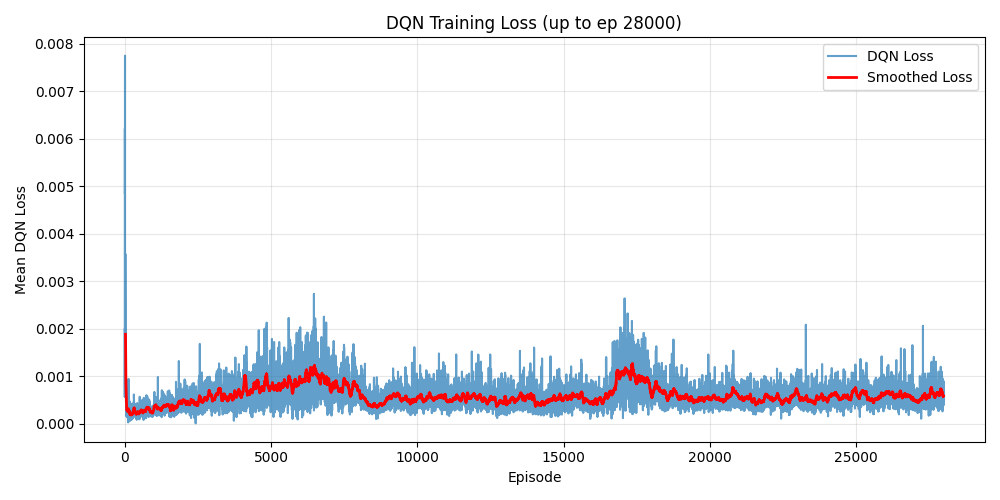 DQN Training Loss (up to ep 28000)
DQN Loss
Smoothed Loss
Mean DQN Loss
0.008
0.007
0.006
0.005
0.004
0.003
0.002
0.001
0.000
0 5000 10000 15000 20000 25000
Episode